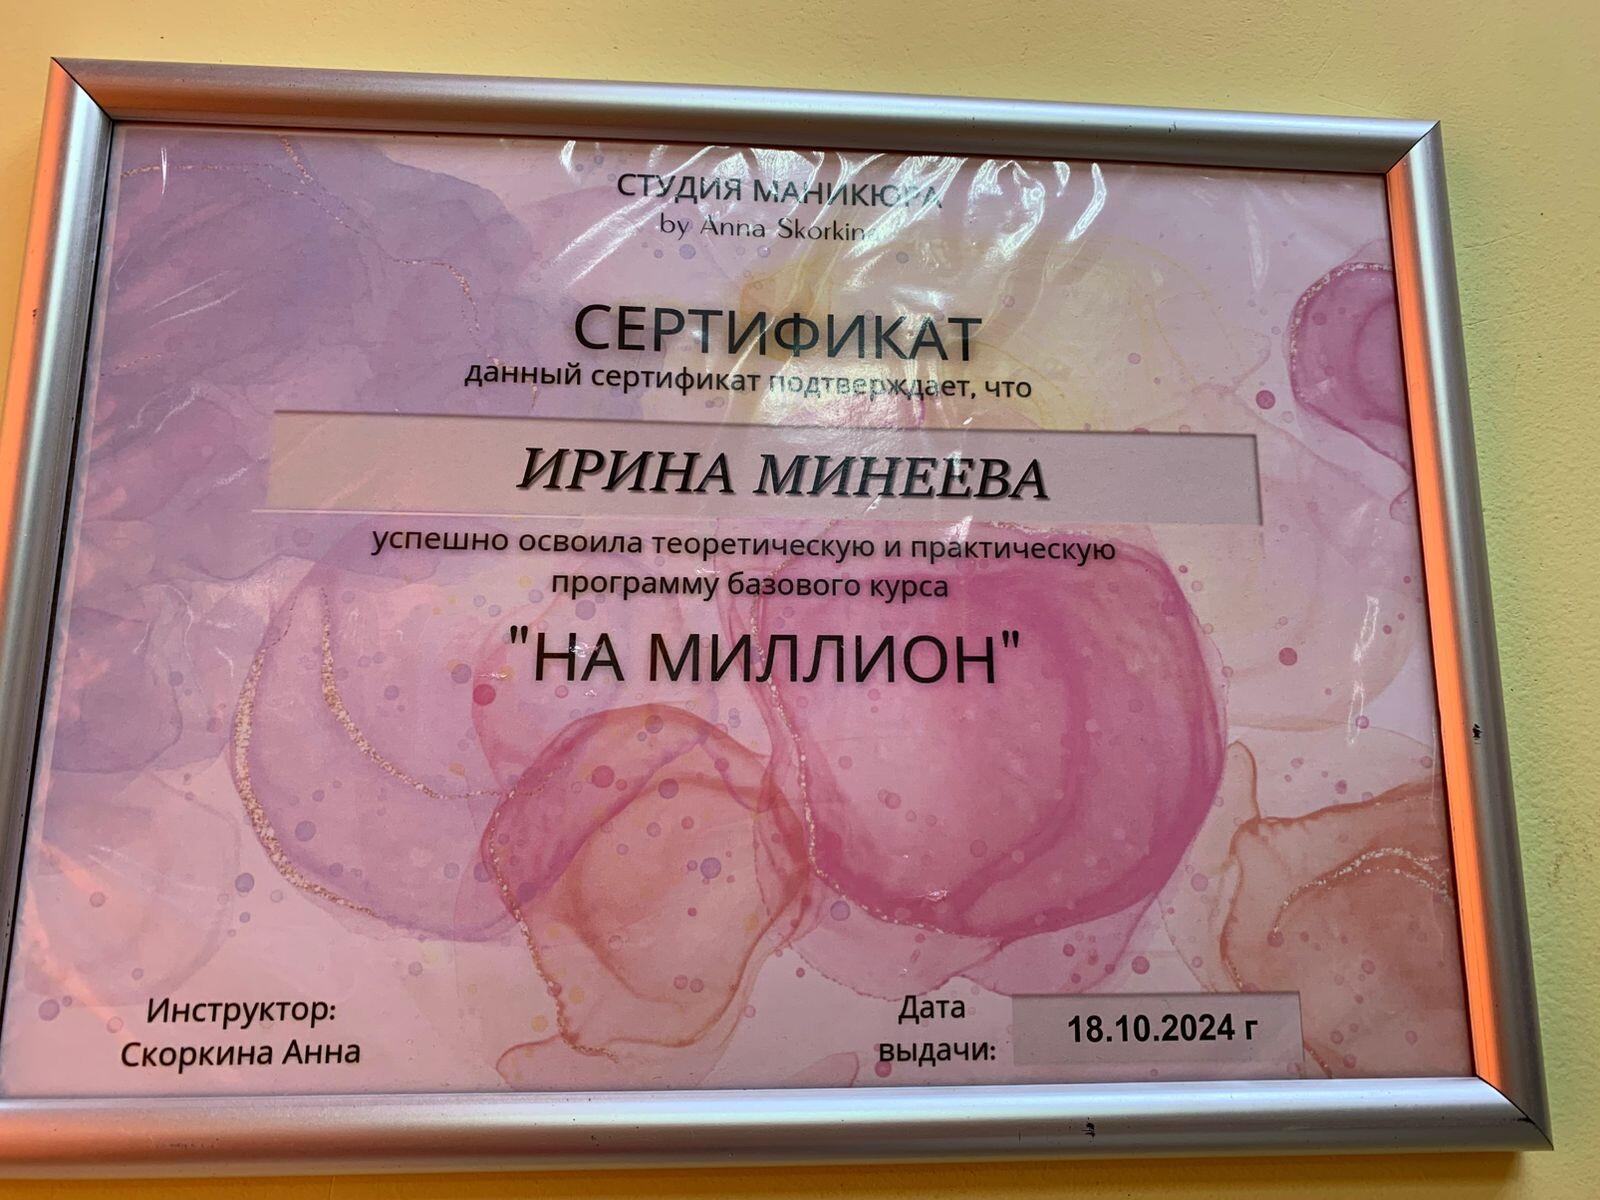 СТУДИЯ МАНИКЮРА
by Anna Skorkina
СЕРТИФИКАТ
данный сертификат подтверждает, что
ИРИНА МИНЕЕВА
успешно освоила теоретическую и практическую
программу базового курса
"НА МИЛЛИОН"
Инструктор:
Скоркина Анна
Дата
выдачи:
18.10.2024 г